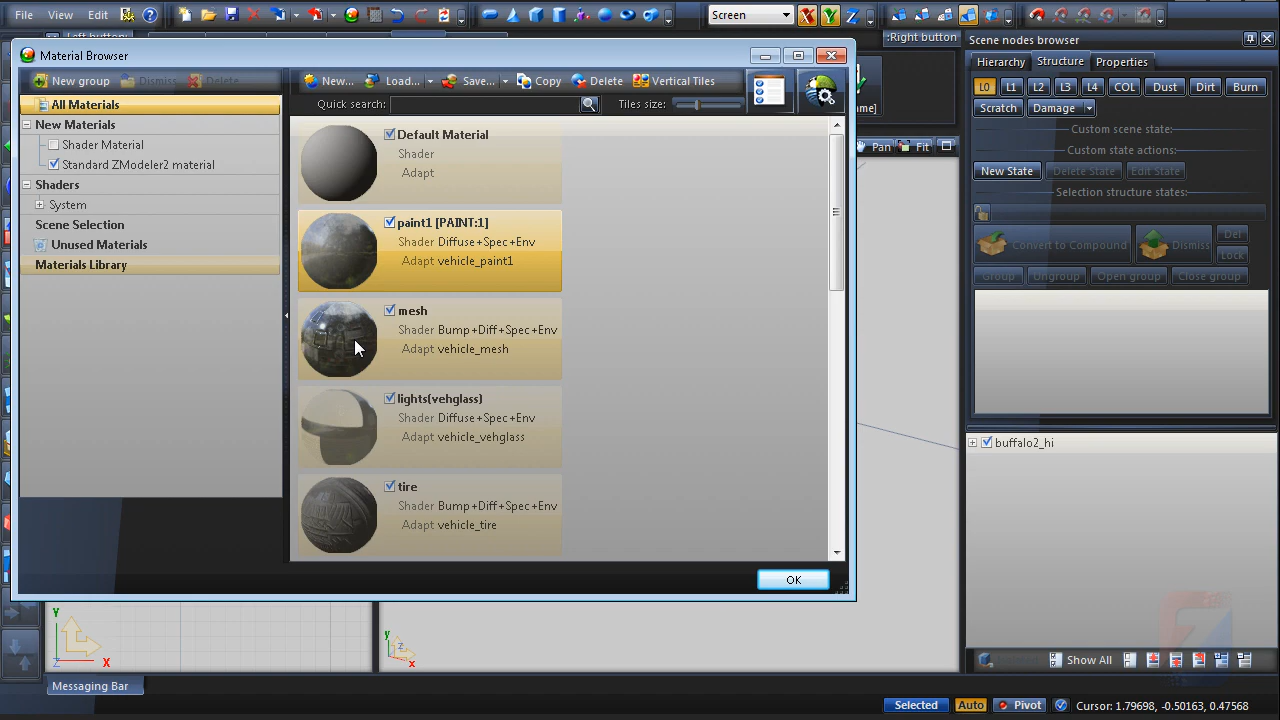 File View Edit
Screen
X Y Z
Left button:
:Right button
Scene nodes browser
Hierarchy Structure Properties
L0 L1 L2 L3 L4 COL Dust Dirt Burn
Scratch Damage
Custom scene state:
Custom state actions:
New State Delete State Edit State
Selection structure states:
Convert to Compound Dismiss Del
Lock
Group Ungroup Open group Close group
buffalo2_hi
Show All
Pan Fit
Material Browser
New group Dismiss Delete
New... Load... Save... Copy Delete Vertical Tiles
Quick search: Tiles size:
All Materials
New Materials
Shader Material
Standard ZModeler2 material
Shaders
System
Scene Selection
Unused Materials
Materials Library
Default Material
Shader
Adapt
paint1 [PAINT:1]
Shader Diffuse+Spec+Env
Adapt vehicle_paint1
mesh
Shader Bump+Diff+Spec+Env
Adapt vehicle_mesh
lights(vehglass)
Shader Diffuse+Spec+Env
Adapt vehicle_vehglass
tire
Shader Bump+Diff+Spec+Env
Adapt vehicle_tire
OK
Y
Z X
y
z
x
Messaging Bar
Selected Auto Pivot Cursor: 1.79698, -0.50163, 0.47568